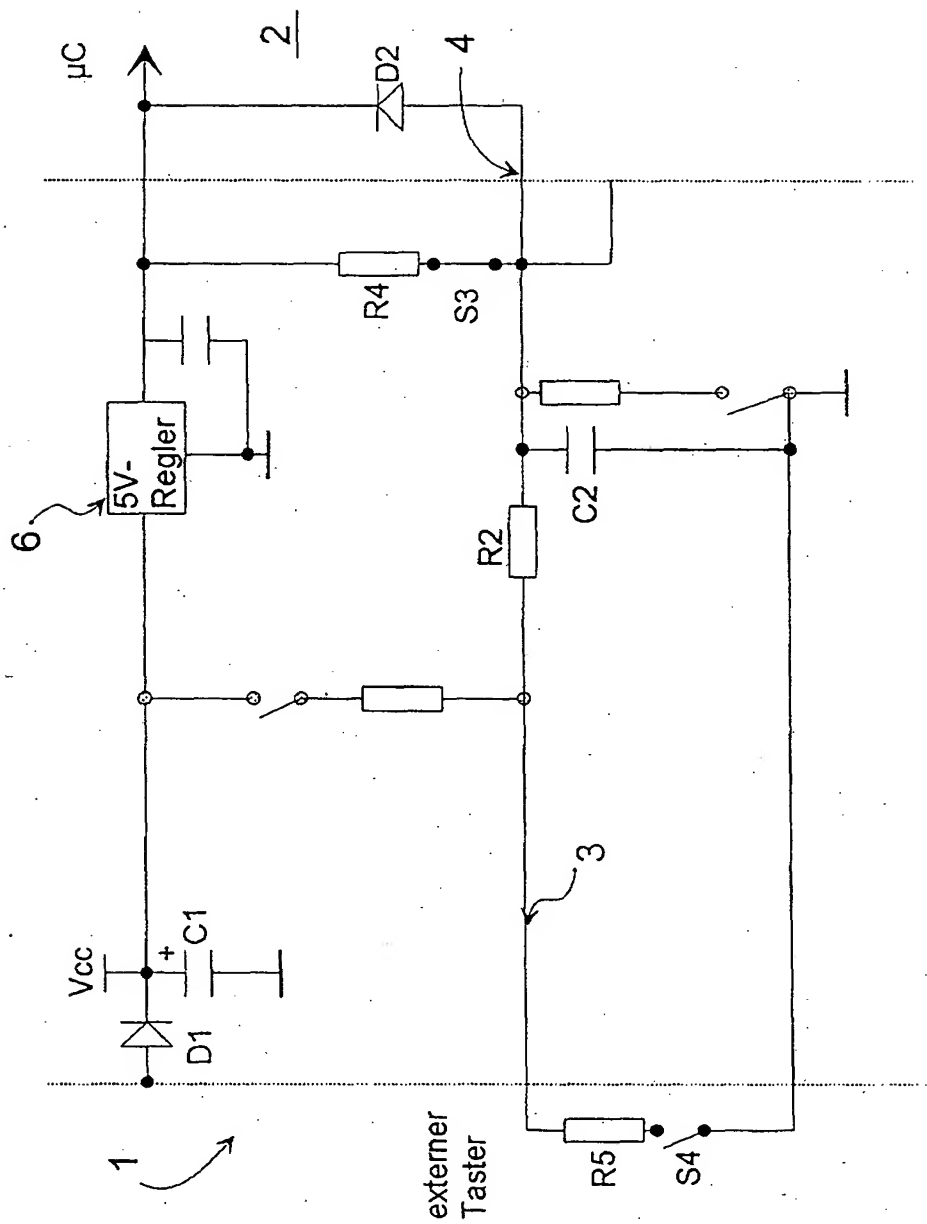 µC
2
D2
4
R4
S3
5V-
Regler
6
C2
R2
3
Vcc
+
C1
D1
1
externer
Taster
R5
S4